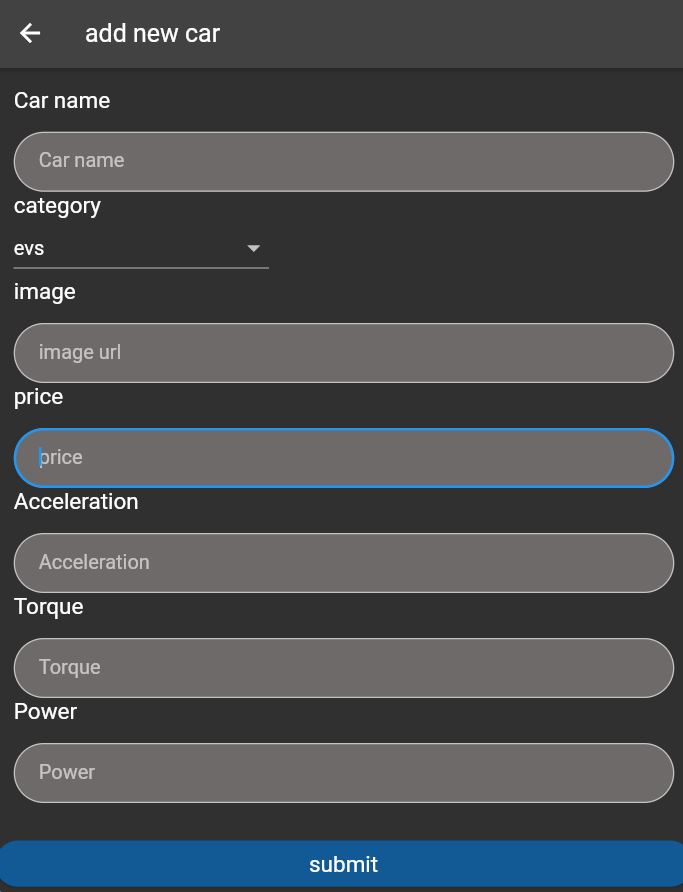 add new car
Car name
Car name
category
evs
image
image url
price
price
Acceleration
Acceleration
Torque
Torque
Power
Power
submit